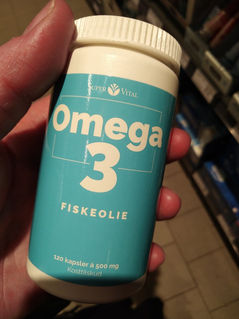 SUPER VITAL
Omega
3
FISKEOLIE
120 kapsler à 500 mg
Kosttilskud